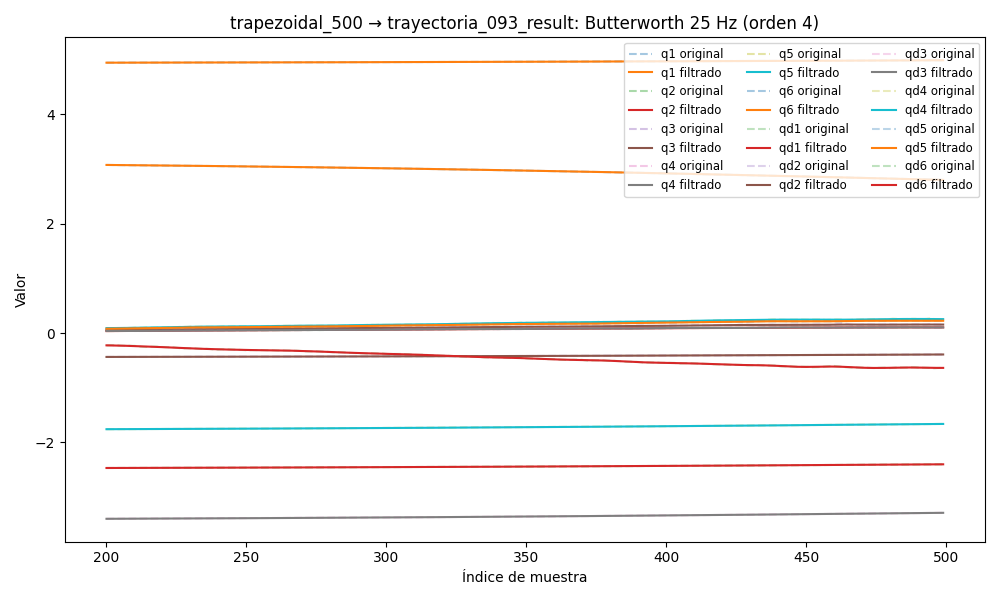 trapezoidal_500 → trayectoria_093_result: Butterworth 25 Hz (orden 4)
q1 original
q1 filtrado
q2 original
q2 filtrado
q3 original
q3 filtrado
q4 original
q4 filtrado
q5 original
q5 filtrado
q6 original
q6 filtrado
qd1 original
qd1 filtrado
qd2 original
qd2 filtrado
qd3 original
qd3 filtrado
qd4 original
qd4 filtrado
qd5 original
qd5 filtrado
qd6 original
qd6 filtrado
Valor
4
2
0
−2
200
250
300
350
400
450
500
Índice de muestra